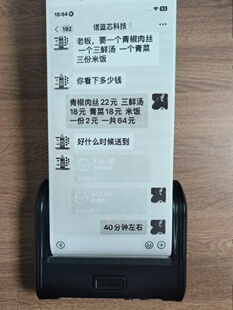 18:54
192
诺蓝芯科技
老板，要一个青椒肉丝
一个三鲜汤 一个青菜
三份米饭
你看下多少钱
青椒肉丝22元 三鲜汤
18元 青菜18元 米饭
一份2元 一共64元
好什么时候送到
40分钟左右